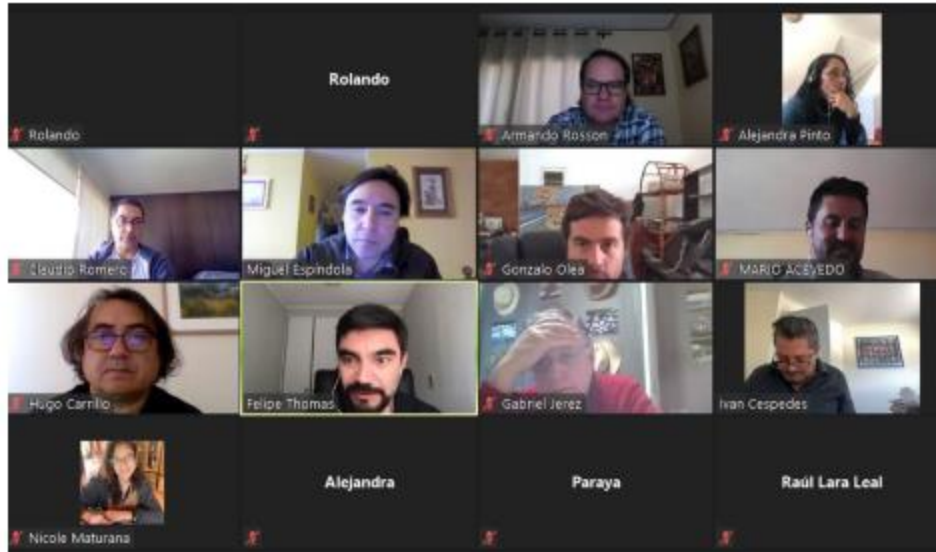 Rolando
Rolando
Armando Rosson
Alejandra Pinto
Claudio Romero
Miguel Espindola
Gonzalo Olea
MARIO ACEVEDO
Hugo Carrillo
Felipe Thomas
Gabriel Jerez
Ivan Cespedes
Nicole Maturana
Alejandra
Paraya
Raúl Lara Leal